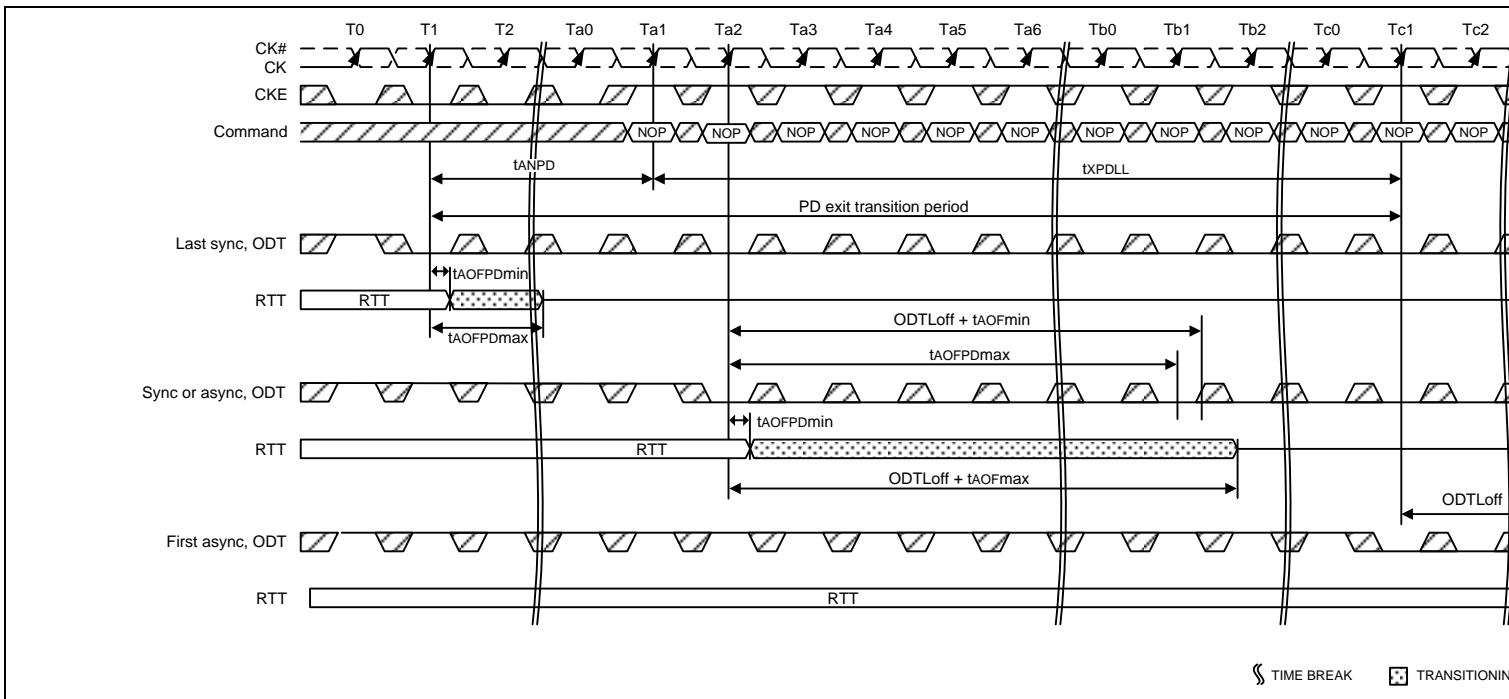 T0 T1 T2 Ta0 Ta1 Ta2 Ta3 Ta4 Ta5 Ta6 Tb0 Tb1 Tb2 Tc0 Tc1 Tc2
CK#
CK
CKE
Command NOP NOP NOP NOP NOP NOP NOP NOP NOP NOP NOP NOP
tANPD tXPDLL
PD exit transition period
Last sync, ODT
tAOFPDmin
RTT RTT
ODTLoff + tAOFmin
tAOFPDmax
tAOFPDmax
Sync or async, ODT
tAOFPDmin
RTT RTT
ODTLoff + tAOFmax
ODTLoff
First async, ODT
RTT RTT
TIME BREAK TRANSITIONIN